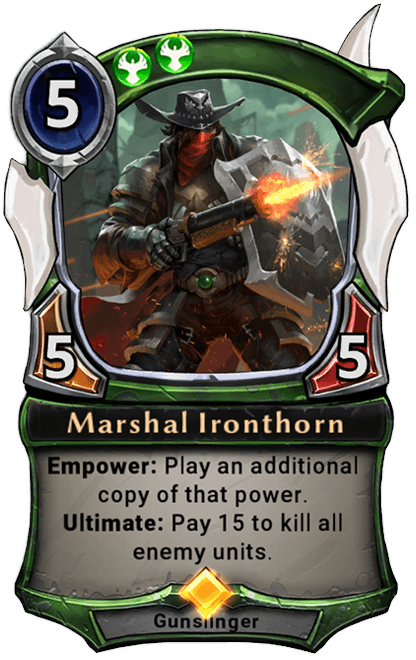 5
5
5
Marshal Ironthorn
Empower: Play an additional
copy of that power.
Ultimate: Pay 15 to kill all
enemy units.
Gunslinger